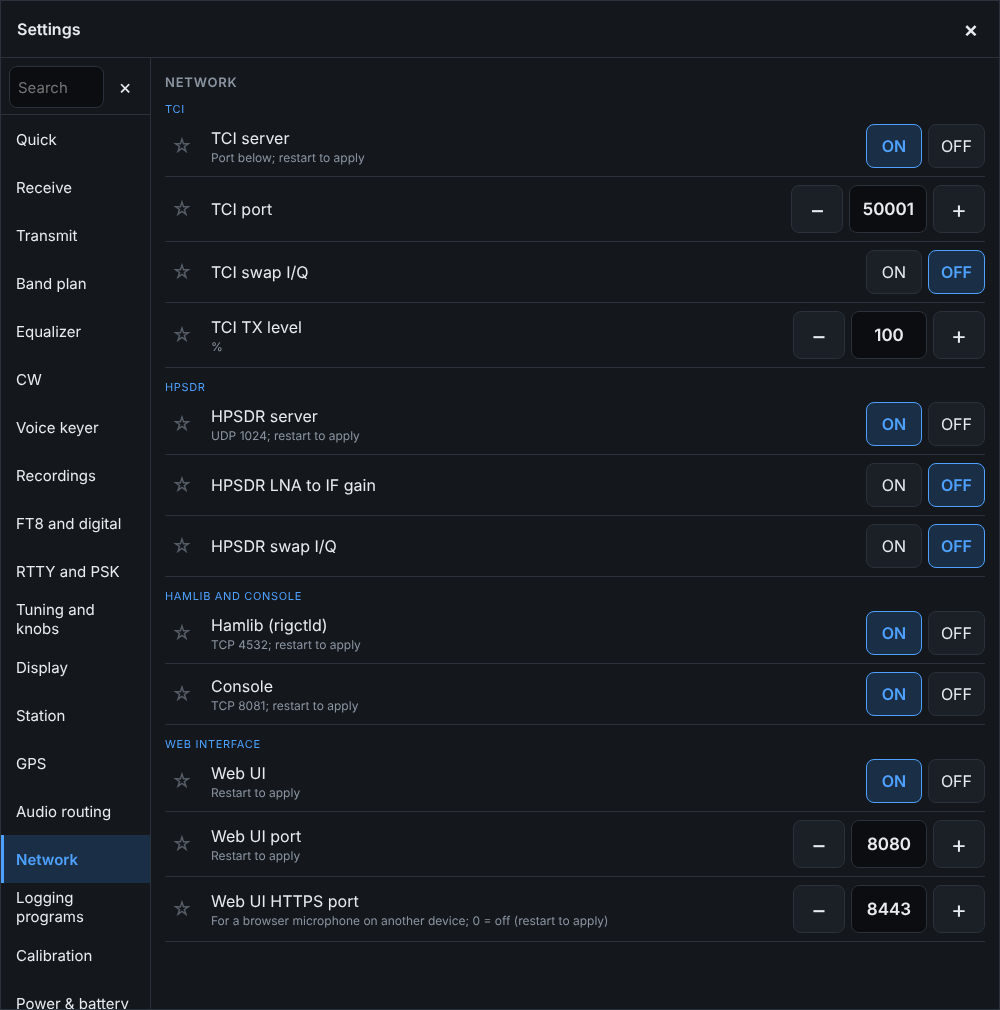 Settings
×
Search
×
Quick
Receive
Transmit
Band plan
Equalizer
CW
Voice keyer
Recordings
FT8 and digital
RTTY and PSK
Tuning and
knobs
Display
Station
GPS
Audio routing
Network
Logging
programs
Calibration
Power & battery
NETWORK
TCI
TCI server
ON OFF
Port below; restart to apply
TCI port
− 50001 +
TCI swap I/Q
ON OFF
TCI TX level
%
− 100 +
HPSDR
HPSDR server
UDP 1024; restart to apply
ON OFF
HPSDR LNA to IF gain
ON OFF
HPSDR swap I/Q
ON OFF
HAMLIB AND CONSOLE
Hamlib (rigctld)
TCP 4532; restart to apply
ON OFF
Console
TCP 8081; restart to apply
ON OFF
WEB INTERFACE
Web UI
Restart to apply
ON OFF
Web UI port
Restart to apply
− 8080 +
Web UI HTTPS port
For a browser microphone on another device; 0 = off (restart to apply)
− 8443 +